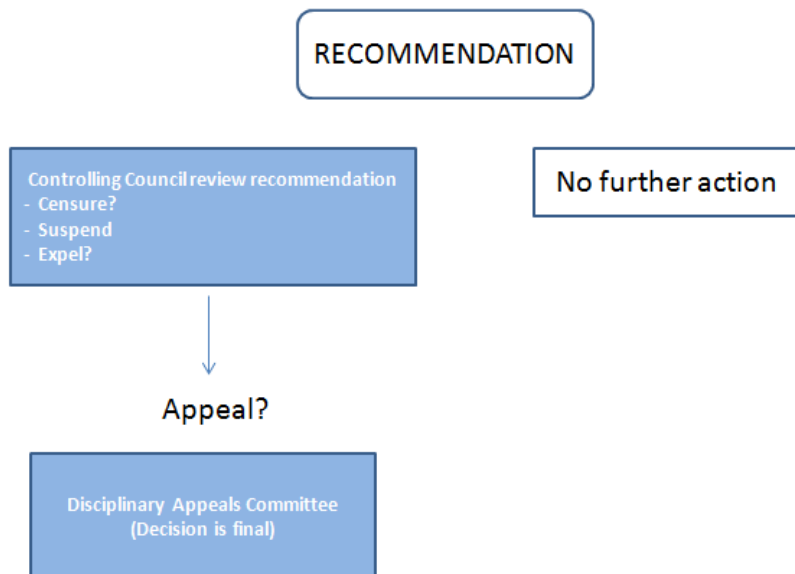 RECOMMENDATION
Controlling Council review recommendation
- Censure?
- Suspend
- Expel?
No further action
Appeal?
Disciplinary Appeals Committee
(Decision is final)